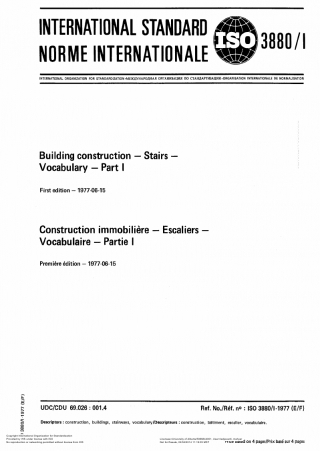 INTERNATIONAL STANDARD
NORME INTERNATIONALE
ISO
3880/I
INTERNATIONAL ORGANIZATION FOR STANDARDIZATION•МЕЖДУНАРОДНАЯ ОРГАНИЗАЦИЯ ПО СТАНДАРТИЗАЦИИ•ORGANISATION INTERNATIONALE DE NORMALISATION
Building construction — Stairs —
Vocabulary — Part I
First edition — 1977-06-15
Construction immobilière — Escaliers —
Vocabulaire — Partie I
Première édition — 1977-06-15
3880/I-1977 (E/F)
UDC/CDU 69.026 : 001.4
Ref. No./Réf. nº : ISO 3880/I-1977 (E/F)
Descriptors : construction, buildings, stairways, vocabulary/Descripteurs : construction, bâtiment, escalier, vocabulaire.
based on 4 pages/Prix basé sur 4 pages